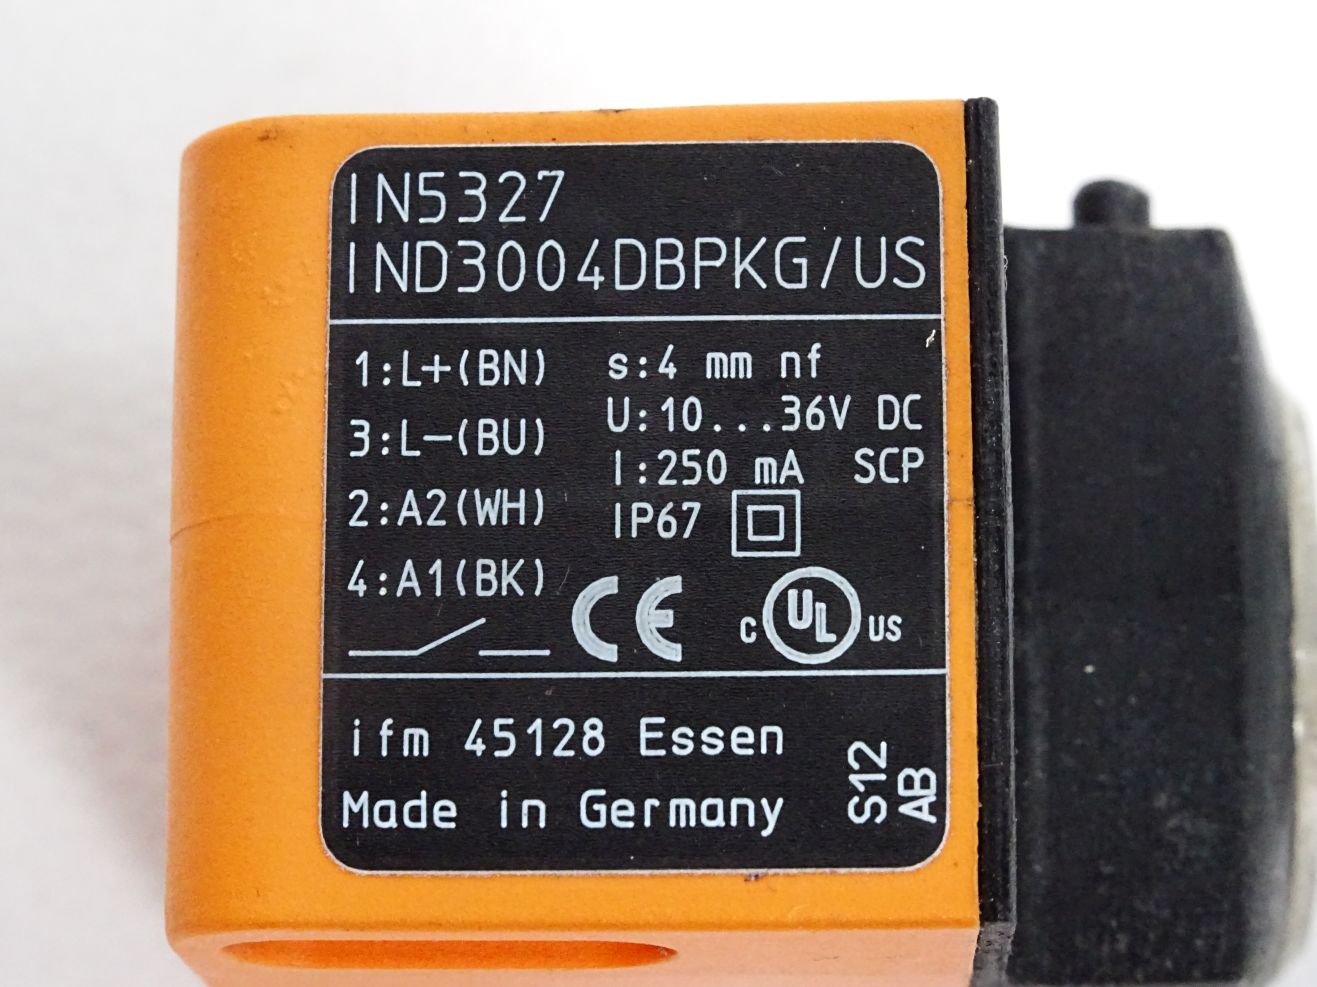 IN5327
IND3004DBPKG/US
1:L+(BN)
3:L−(BU)
2:A2(WH)
4:A1(BK)
s:4 mm nf
U:10...36V DC
I:250 mA SCP
IP67
CE
c UL US
ifm 45128 Essen
Made in Germany
S12
AB